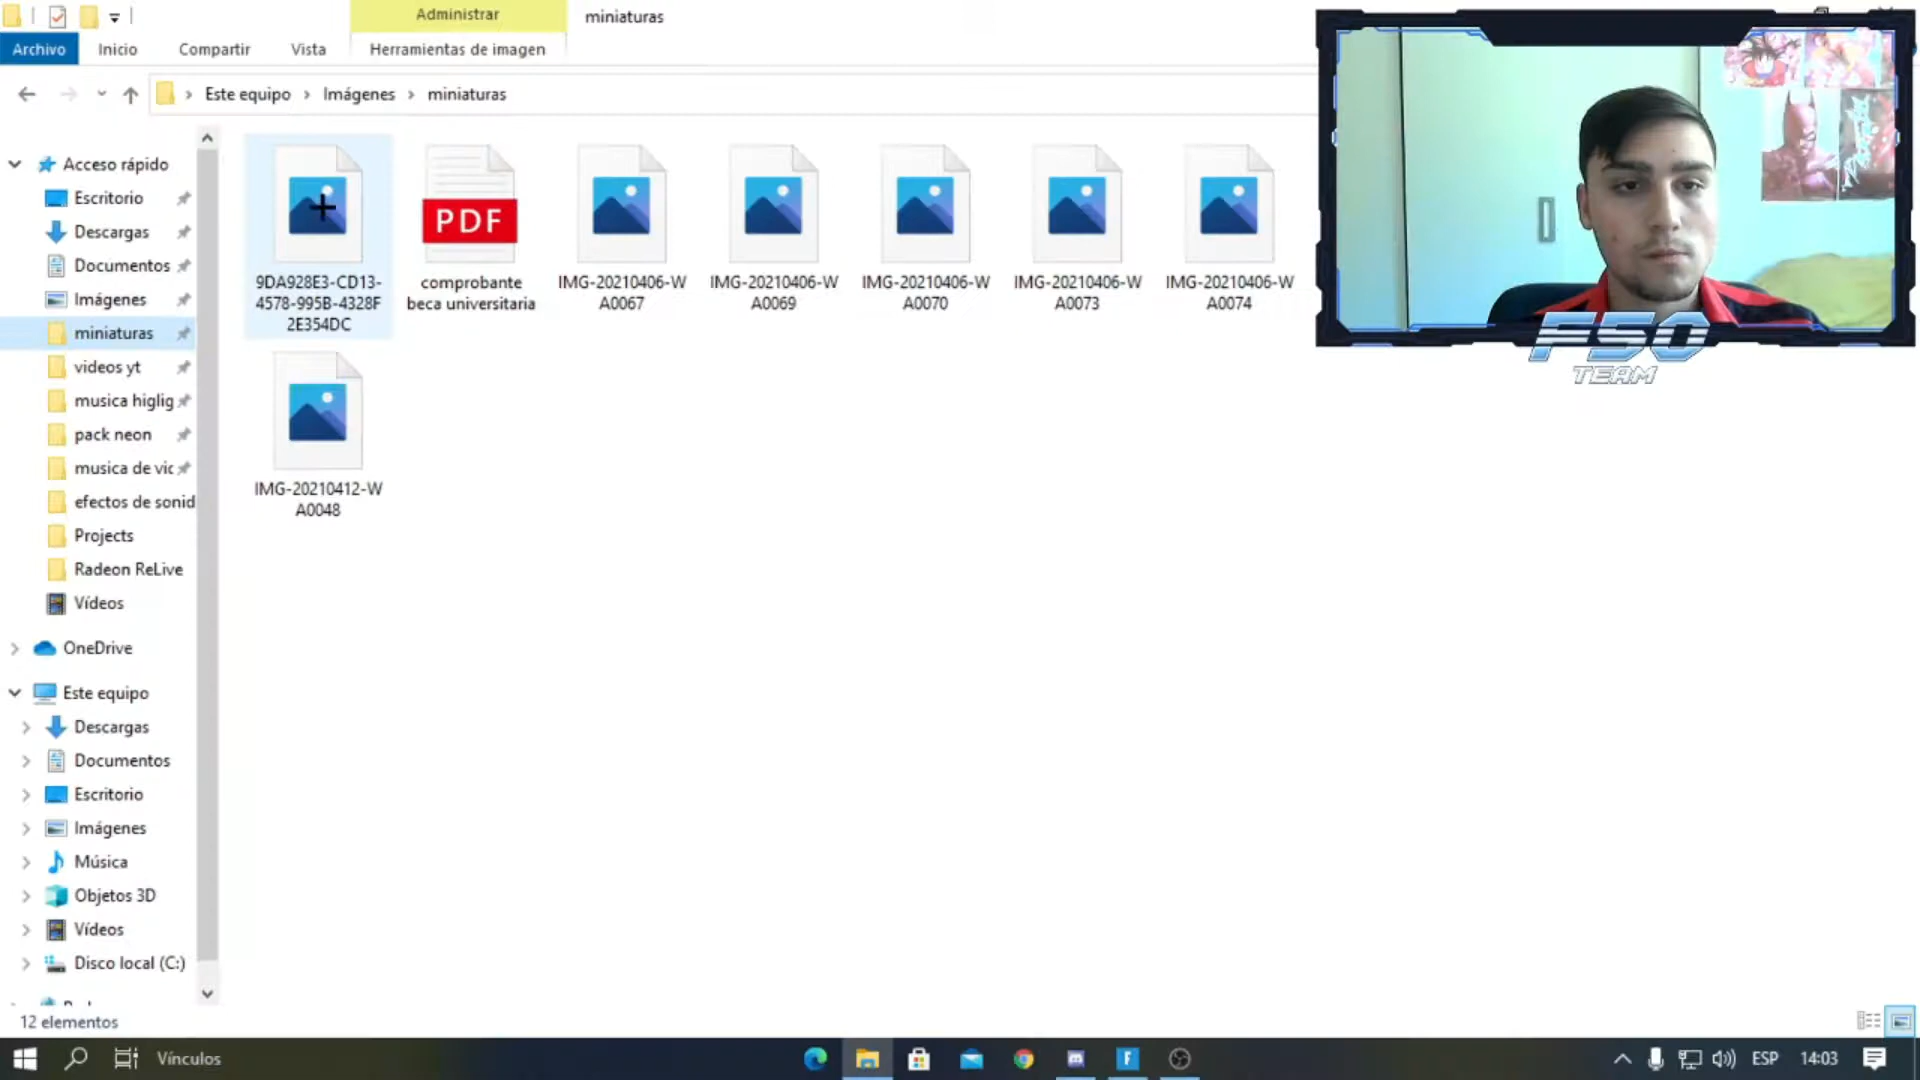 Administrar
miniaturas
Archivo
Inicio
Compartir
Vista
Herramientas de imagen
Este equipo
Imágenes
miniaturas
Acceso rápido
Escritorio
Descargas
Documentos
Imágenes
miniaturas
videos yt
musica higlig
pack neon
musica de vic
efectos de sonid
Projects
Radeon ReLive
Vídeos
OneDrive
Este equipo
Descargas
Documentos
Escritorio
Imágenes
Música
Objetos 3D
Vídeos
Disco local (C:)
9DA928E3-CD13-
4578-995B-4328F
2E354DC
PDF
comprobante
beca universitaria
IMG-20210406-W
A0067
IMG-20210406-W
A0069
IMG-20210406-W
A0070
IMG-20210406-W
A0073
IMG-20210406-W
A0074
IMG-20210412-W
A0048
F50
TEAM
12 elementos
Vínculos
ESP
14:03